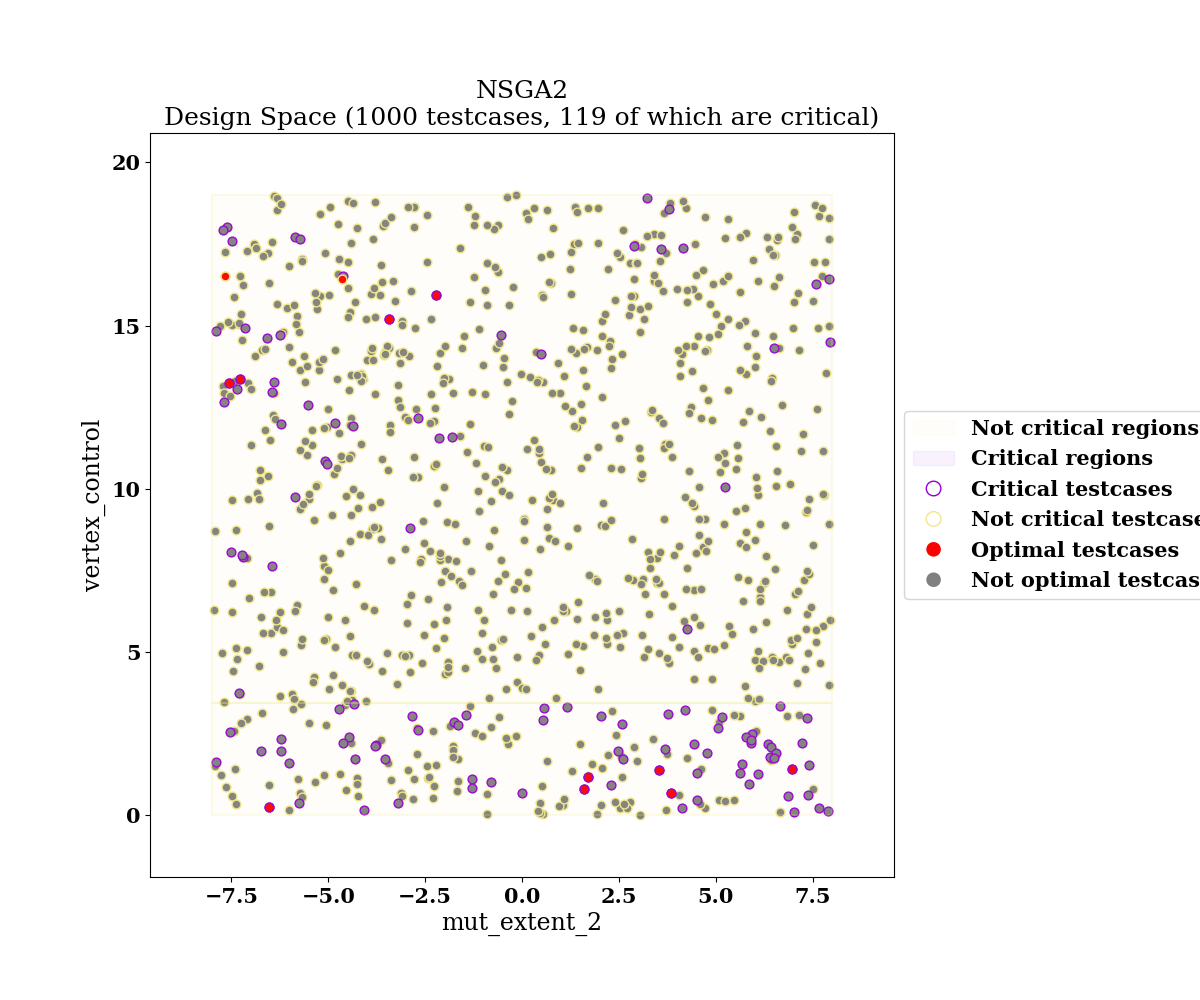 NSGA2
Design Space (1000 testcases, 119 of which are critical)
20
15
10
5
0
vertex_control
−7.5 −5.0 −2.5 0.0 2.5 5.0 7.5
mut_extent_2
Not critical regions
Critical regions
Critical testcases
Not critical testcase
Optimal testcases
Not optimal testcas